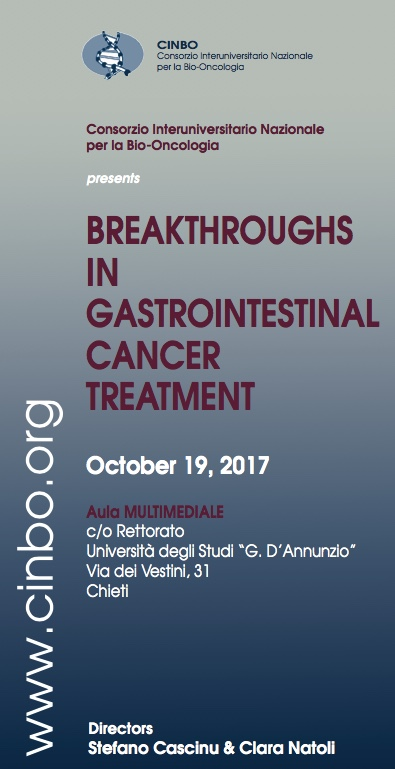 CINBO
Consorzio Interuniversitario Nazionale
per la Bio-Oncologia
Consorzio Interuniversitario Nazionale
per la Bio-Oncologia
presents
BREAKTHROUGHS
IN
GASTROINTESTINAL
CANCER
TREATMENT
October 19, 2017
Aula MULTIMEDIALE
c/o Rettorato
Università degli Studi “G. D’Annunzio”
Via dei Vestini, 31
Chieti
www.cinbo.org
Directors
Stefano Cascinu & Clara Natoli